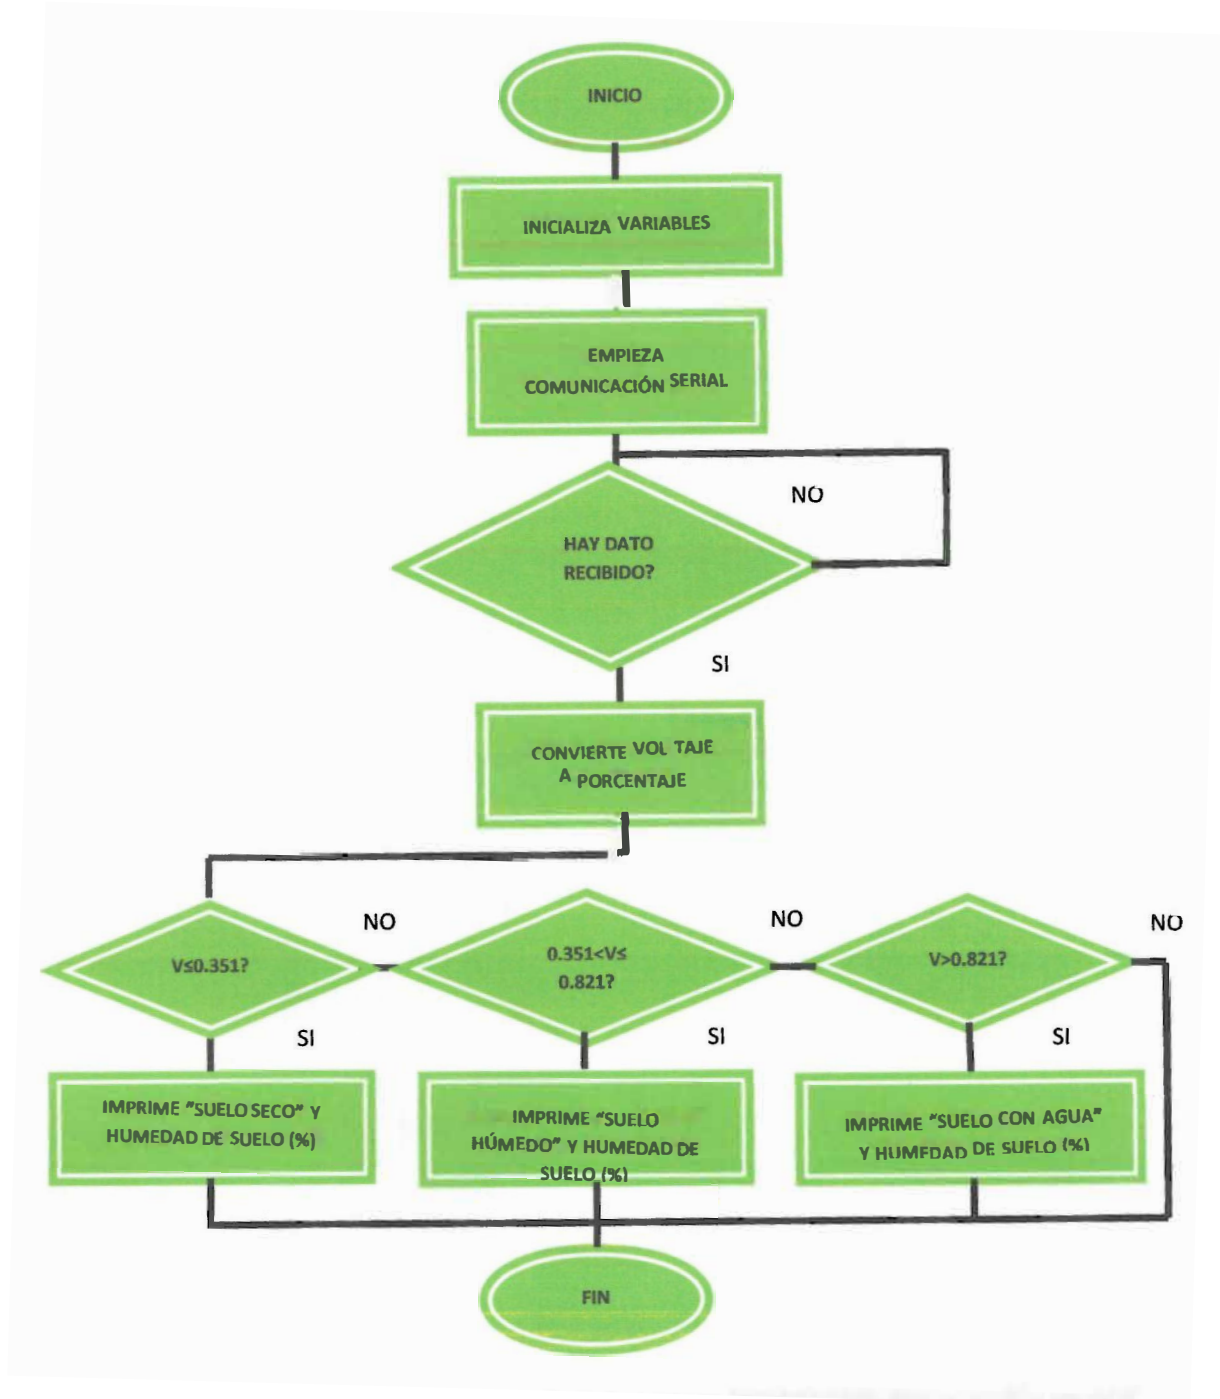 INICIO
INICIALIZA VARIABLES
EMPIEZA
COMUNICACIÓN SERIAL
NO
HAY DATO
RECIBIDO?
SI
CONVIERTE VOL TAJE
A PORCENTAJE
NO
NO
NO
V≤0.351?
0.351<V≤
0.821?
V>0.821?
SI
SI
SI
IMPRIME "SUELO SECO" Y
HUMEDAD DE SUELO (%)
IMPRIME "SUELO
HÚMEDO" Y HUMEDAD DE
SUELO (%)
IMPRIME "SUELO CON AGUA"
Y HUMEDAD DE SUELO (%)
FIN